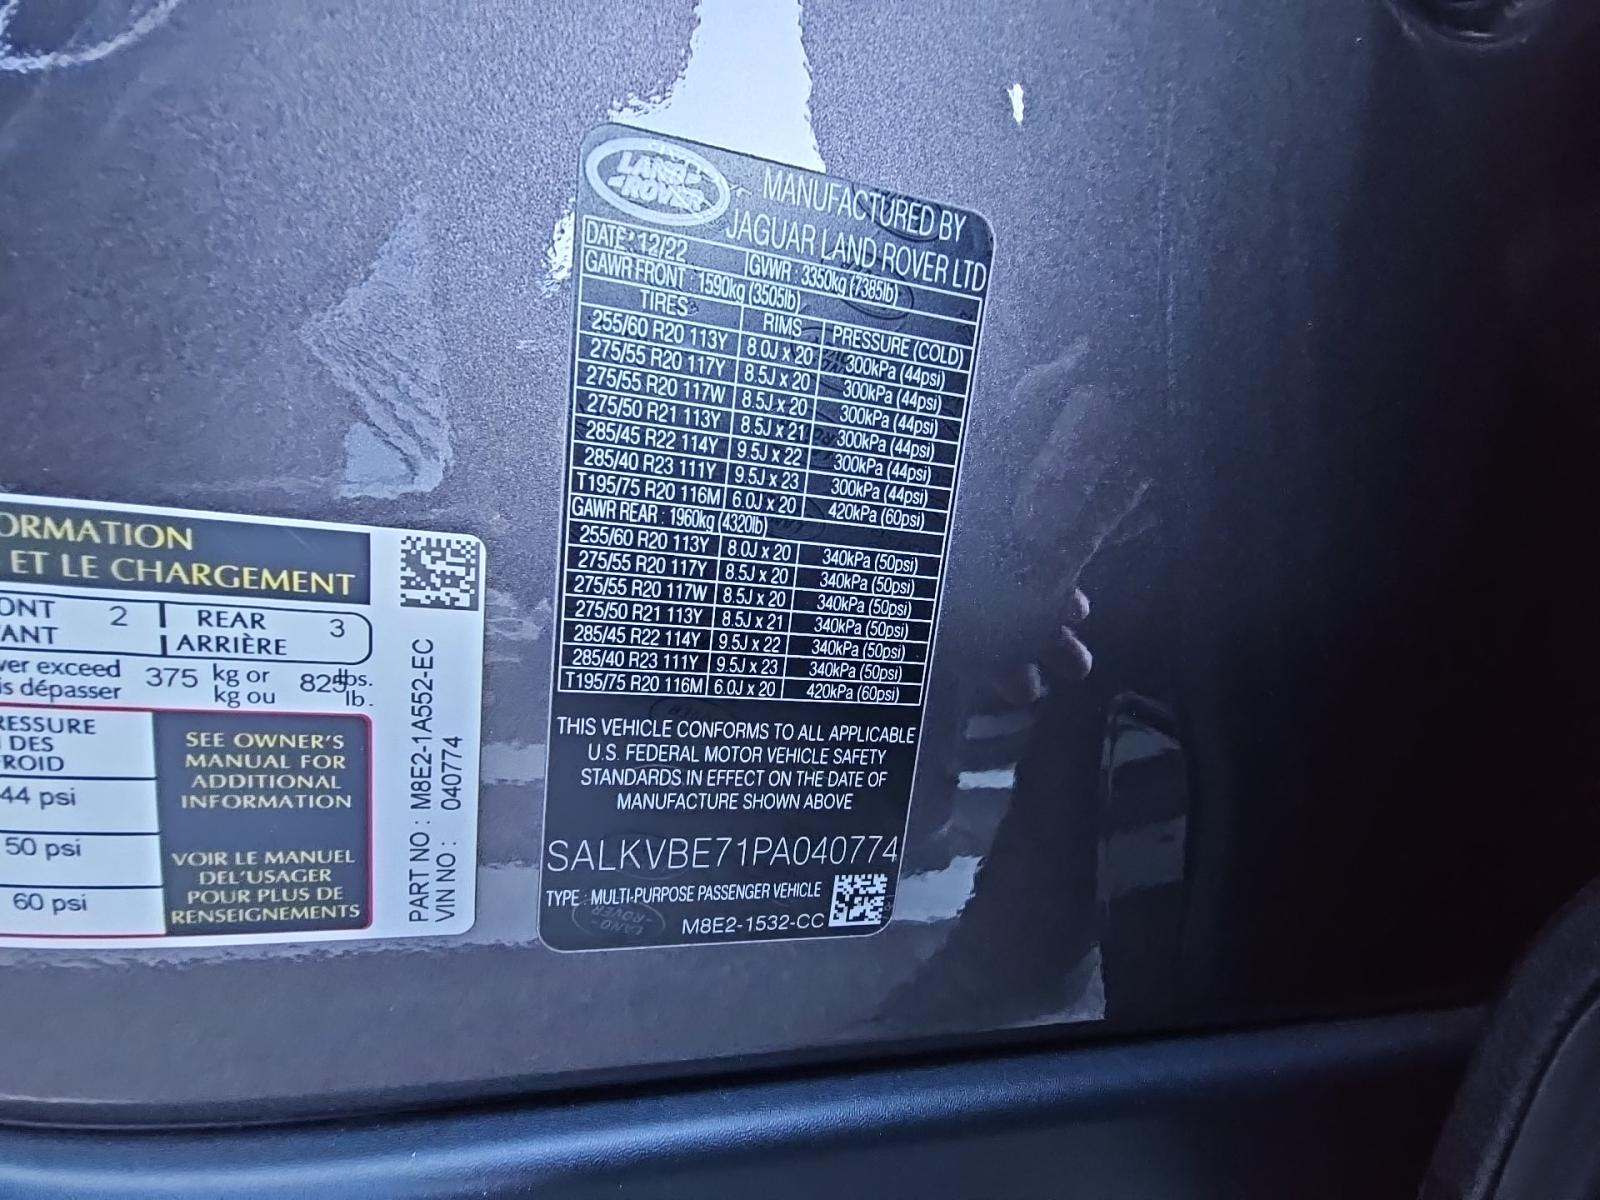 ORMATION
ET LE CHARGEMENT
ONT 2 REAR 3
ANT ARRIÈRE
ver exceed 375 kg or 825 lbs.
is dépasser kg ou lb.
RESSURE
DES
ROID
44 psi
50 psi
60 psi
SEE OWNER'S
MANUAL FOR
ADDITIONAL
INFORMATION
VOIR LE MANUEL
DEL'USAGER
POUR PLUS DE
RENSEIGNEMENTS
PART NO : M8E2-1A552-EC
VIN NO : 040774
LAND
ROVER
MANUFACTURED BY
JAGUAR LAND ROVER LTD
DATE: 12/22 GVWR : 3350kg (7385lb)
GAWR FRONT : 1590kg (3505lb)
TIRES RIMS PRESSURE (COLD)
255/60 R20 113Y 8.0J x 20 300kPa (44psi)
275/55 R20 117Y 8.5J x 20 300kPa (44psi)
275/55 R20 117W 8.5J x 20 300kPa (44psi)
275/50 R21 113Y 8.5J x 21 300kPa (44psi)
285/45 R22 114Y 9.5J x 22 300kPa (44psi)
285/40 R23 111Y 9.5J x 23 300kPa (44psi)
T195/75 R20 116M 6.0J x 20 420kPa (60psi)
GAWR REAR : 1960kg (4320lb)
255/60 R20 113Y 8.0J x 20 340kPa (50psi)
275/55 R20 117Y 8.5J x 20 340kPa (50psi)
275/55 R20 117W 8.5J x 20 340kPa (50psi)
275/50 R21 113Y 8.5J x 21 340kPa (50psi)
285/45 R22 114Y 9.5J x 22 340kPa (50psi)
285/40 R23 111Y 9.5J x 23 340kPa (50psi)
T195/75 R20 116M 6.0J x 20 420kPa (60psi)
THIS VEHICLE CONFORMS TO ALL APPLICABLE
U.S. FEDERAL MOTOR VEHICLE SAFETY
STANDARDS IN EFFECT ON THE DATE OF
MANUFACTURE SHOWN ABOVE
SALKVBE71PA040774
TYPE : MULTI-PURPOSE PASSENGER VEHICLE
M8E2-1532-CC